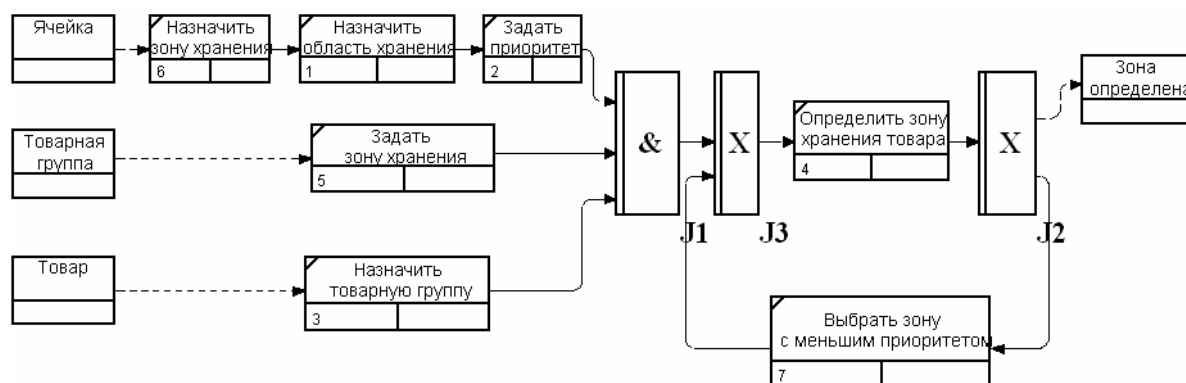 Ячейка
Назначить
зону хранения
6
Назначить
область хранения
1
Задать
приоритет
2
Товарная
группа
Задать
зону хранения
5
Товар
Назначить
товарную группу
3
&
J1
X
J3
Определить зону
хранения товара
4
X
J2
Зона
определена
Выбрать зону
с меньшим приоритетом
7